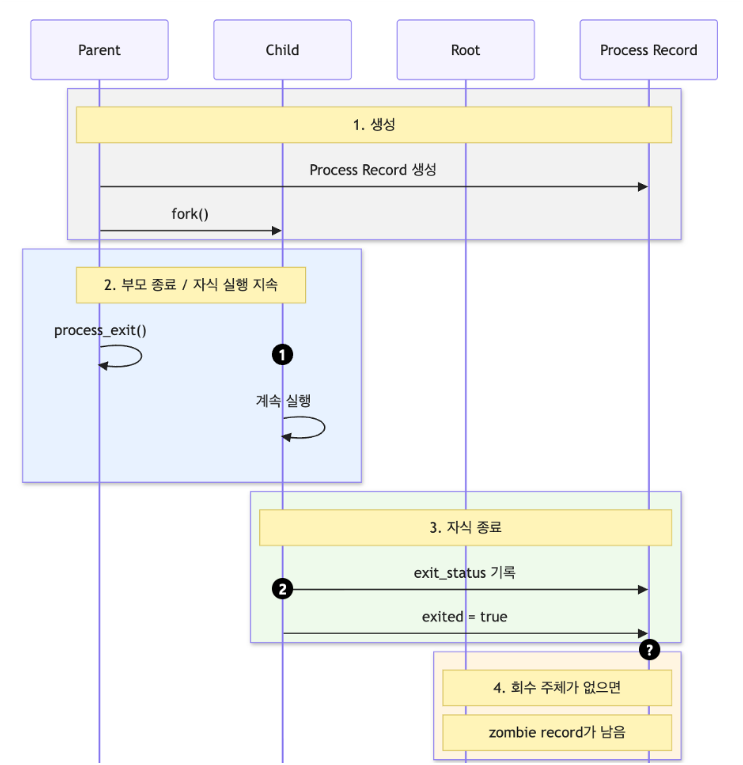 Parent
Child
Root
Process Record
1. 생성
Process Record 생성
fork()
2. 부모 종료 / 자식 실행 지속
process_exit()
1
계속 실행
3. 자식 종료
exit_status 기록
2
exited = true
?
4. 회수 주체가 없으면
zombie record가 남음